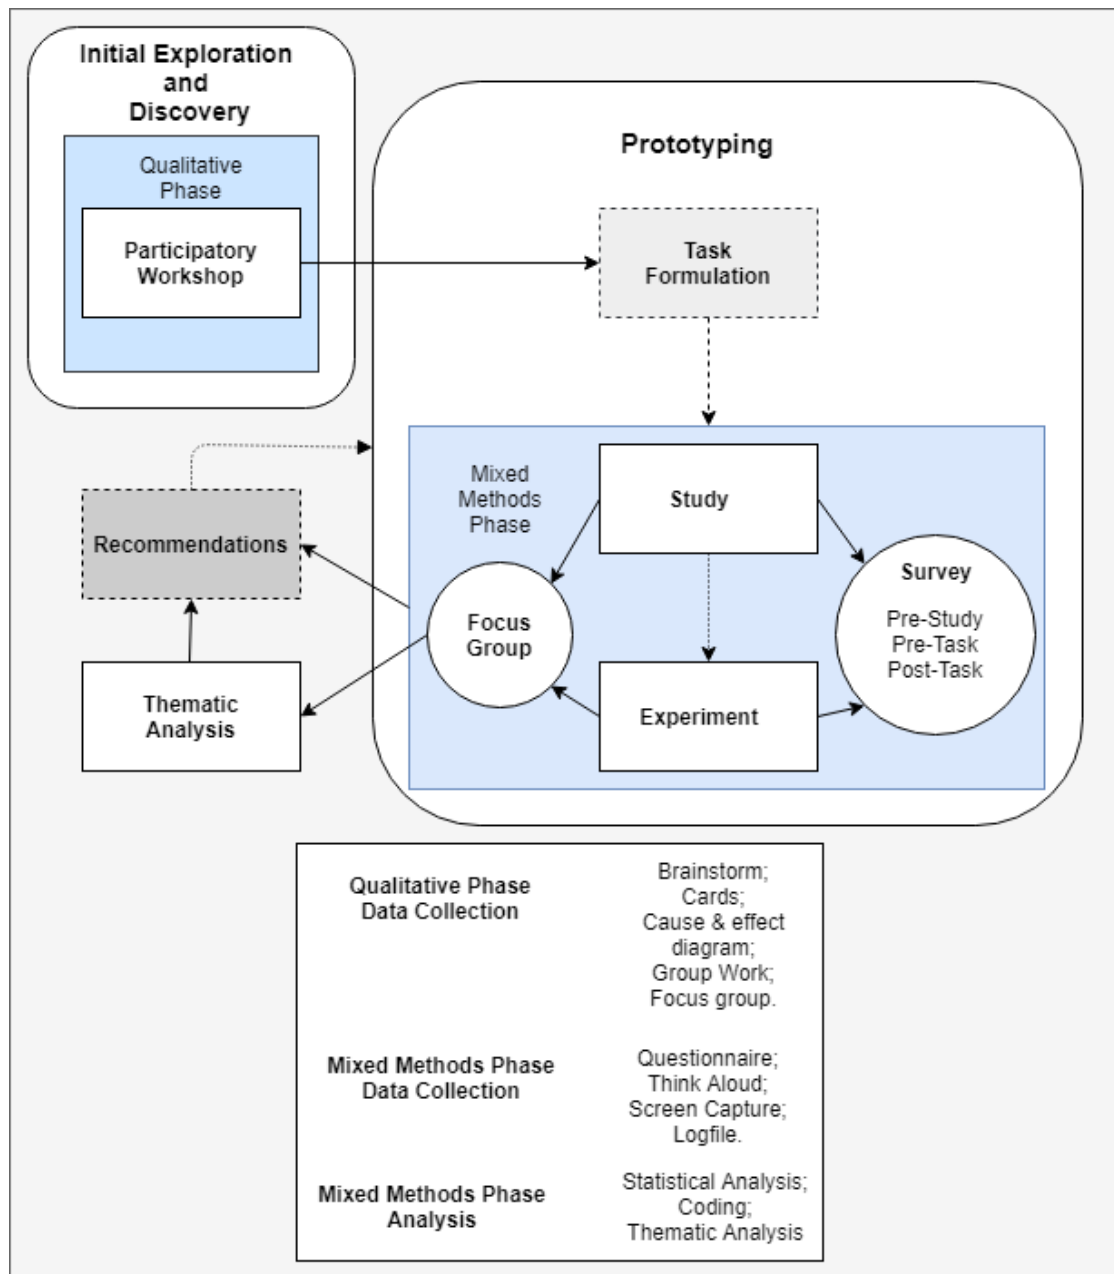 Initial Exploration
and
Discovery
Qualitative
Phase
Participatory
Workshop
Prototyping
Task
Formulation
Mixed
Methods
Phase
Study
Recommendations
Focus
Group
Survey
Pre-Study
Pre-Task
Post-Task
Thematic
Analysis
Experiment
Qualitative Phase
Data Collection
Brainstorm;
Cards;
Cause & effect
diagram;
Group Work;
Focus group.
Mixed Methods Phase
Data Collection
Questionnaire;
Think Aloud;
Screen Capture;
Logfile.
Mixed Methods Phase
Analysis
Statistical Analysis;
Coding;
Thematic Analysis